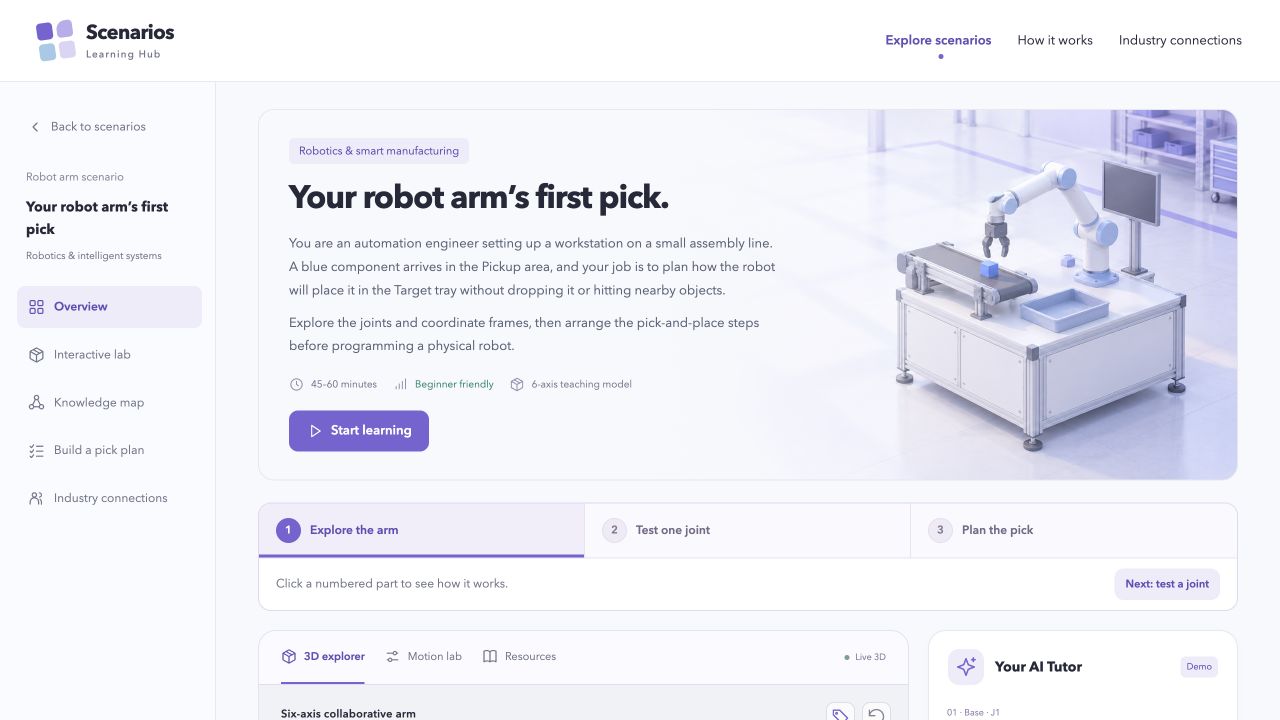 Scenarios
Learning Hub
Explore scenarios
How it works
Industry connections
Back to scenarios
Robot arm scenario
Your robot arm’s first
pick
Robotics & intelligent systems
Overview
Interactive lab
Knowledge map
Build a pick plan
Industry connections
Robotics & smart manufacturing
Your robot arm’s first pick.
You are an automation engineer setting up a workstation on a small assembly line.
A blue component arrives in the Pickup area, and your job is to plan how the robot
will place it in the Target tray without dropping it or hitting nearby objects.
Explore the joints and coordinate frames, then arrange the pick-and-place steps
before programming a physical robot.
45–60 minutes
Beginner friendly
6-axis teaching model
Start learning
1 Explore the arm
2 Test one joint
3 Plan the pick
Click a numbered part to see how it works.
Next: test a joint
3D explorer
Motion lab
Resources
Live 3D
Your AI Tutor
Demo
Six-axis collaborative arm
01 · Base · J1